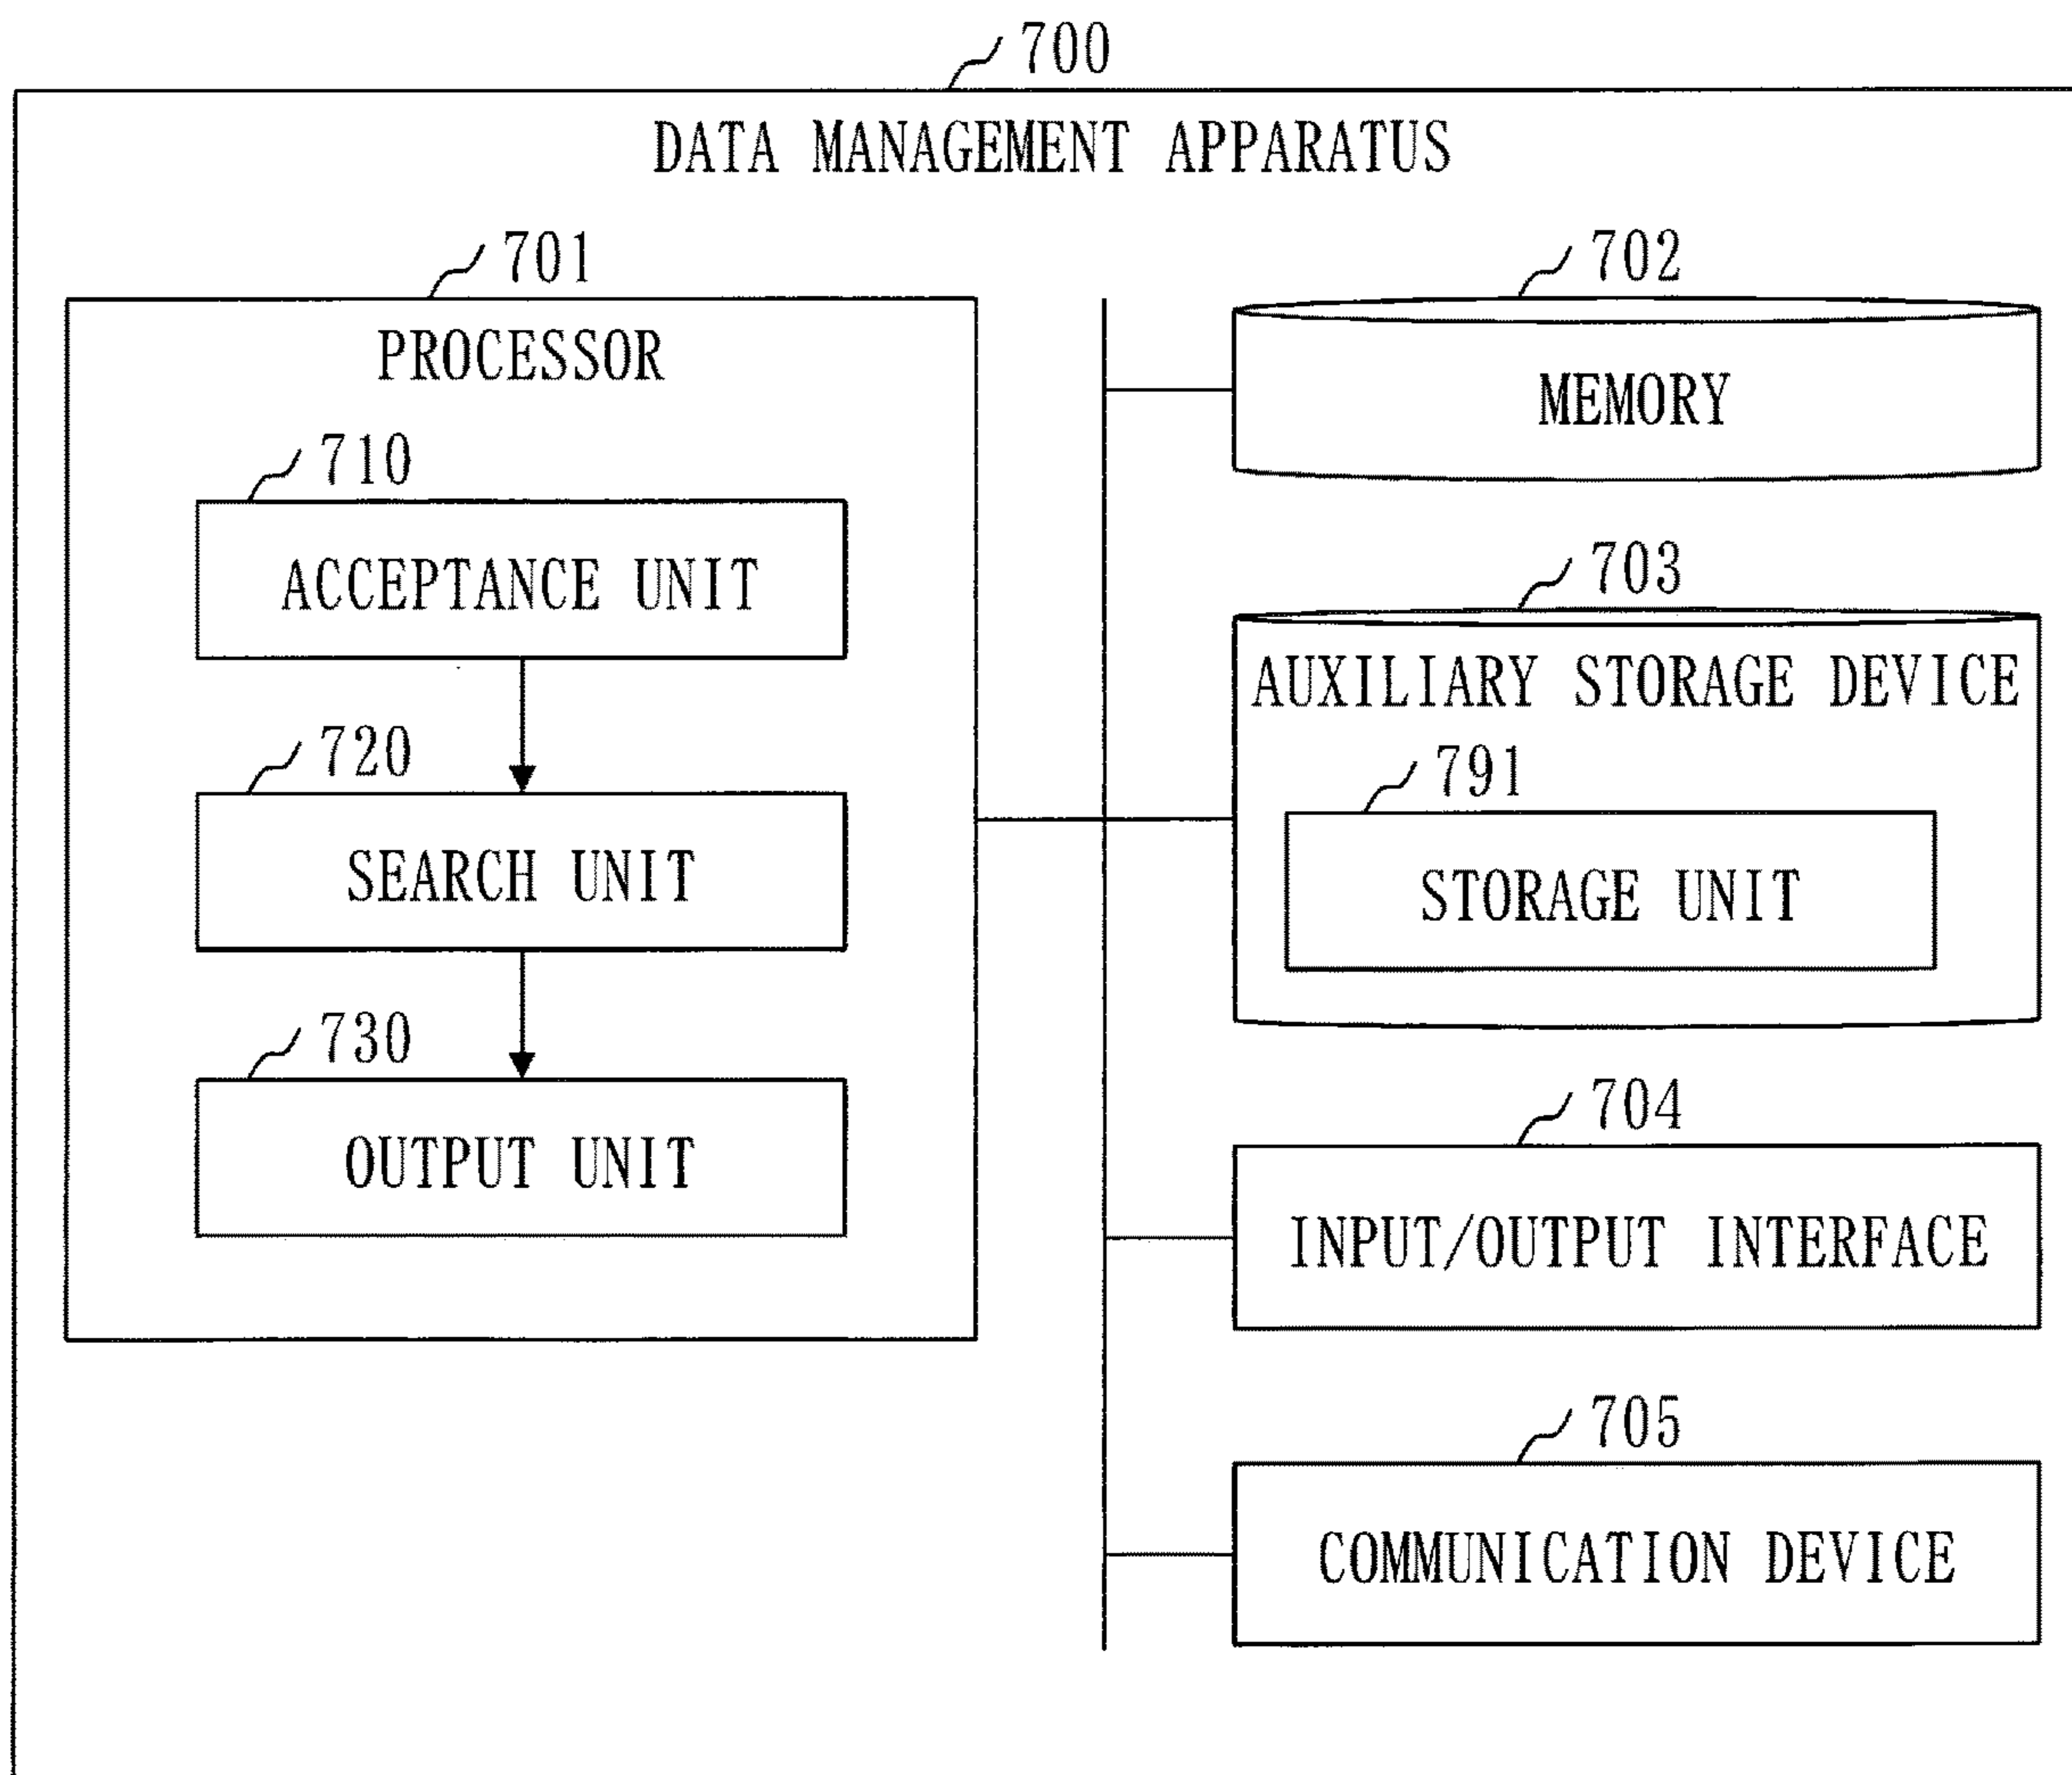 700
DATA MANAGEMENT APPARATUS
701
PROCESSOR
710
ACCEPTANCE UNIT
720
SEARCH UNIT
730
OUTPUT UNIT
702
MEMORY
703
AUXILIARY STORAGE DEVICE
791
STORAGE UNIT
704
INPUT/OUTPUT INTERFACE
705
COMMUNICATION DEVICE